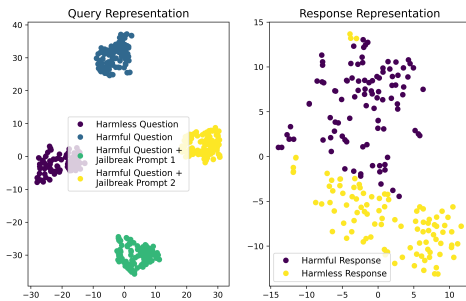 Query Representation
40
30
20
10
0
−10
−20
−30
−30
−20
−10
0
10
20
30
Harmless Question
Harmful Question
Harmful Question +
Jailbreak Prompt 1
Harmful Question +
Jailbreak Prompt 2
Response Representation
15
10
5
0
−5
−10
−15
−10
−5
0
5
10
Harmful Response
Harmless Response